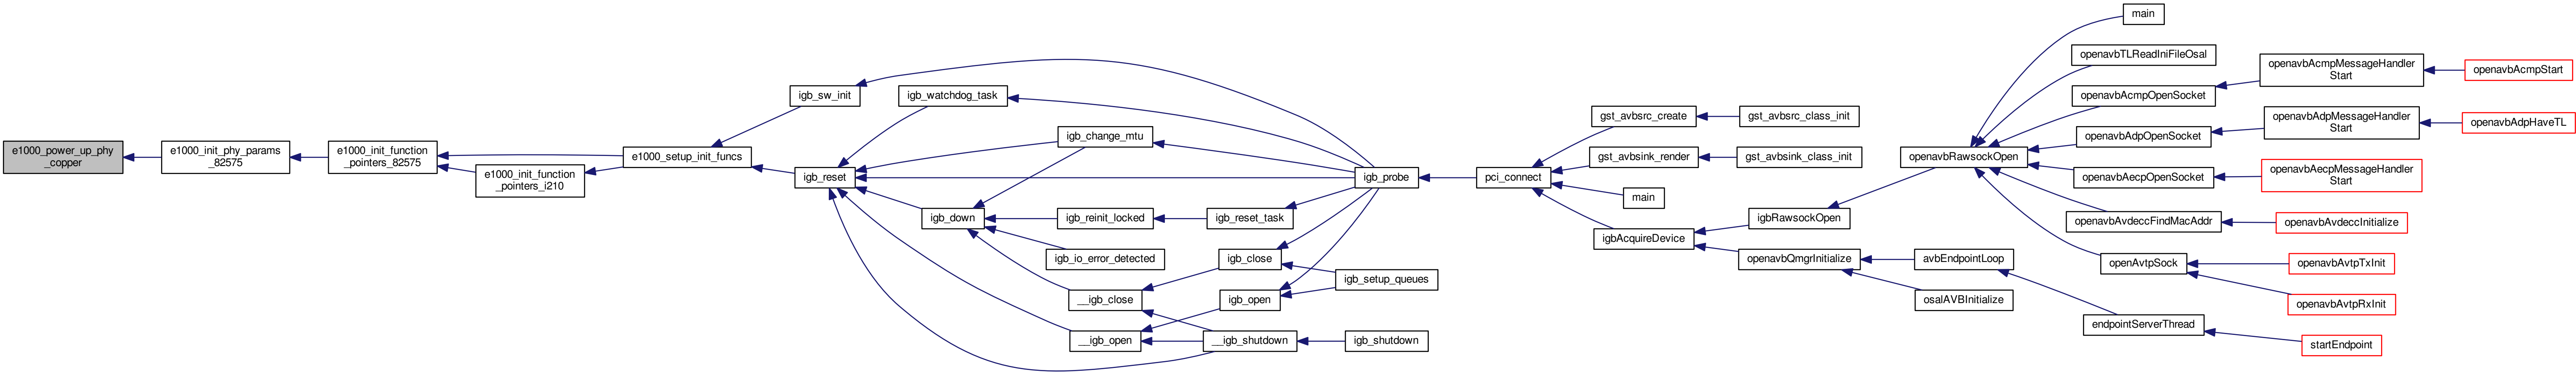 e1000_power_up_phy
_copper
e1000_init_phy_params
_82575
e1000_init_function
_pointers_82575
e1000_init_function
_pointers_i210
e1000_setup_init_funcs
igb_sw_init
igb_reset
igb_watchdog_task
igb_change_mtu
igb_down
igb_reinit_locked
igb_reset_task
igb_io_error_detected
__igb_close
igb_close
igb_setup_queues
igb_open
__igb_open
__igb_shutdown
igb_shutdown
igb_probe
pci_connect
gst_avbsrc_create
gst_avbsrc_class_init
gst_avbsink_render
gst_avbsink_class_init
main
igbAcquireDevice
igbRawsockOpen
openavbQmgrInitialize
avbEndpointLoop
osalAVBInitialize
endpointServerThread
startEndpoint
openavbRawsockOpen
main
openavbTLReadIniFileOsal
openavbAcmpOpenSocket
openavbAcmpMessageHandler
Start
openavbAcmpStart
openavbAdpOpenSocket
openavbAdpMessageHandler
Start
openavbAdpHaveTL
openavbAecpOpenSocket
openavbAecpMessageHandler
Start
openavbAvdeccFindMacAddr
openavbAvdeccInitialize
openAvtpSock
openavbAvtpTxInit
openavbAvtpRxInit